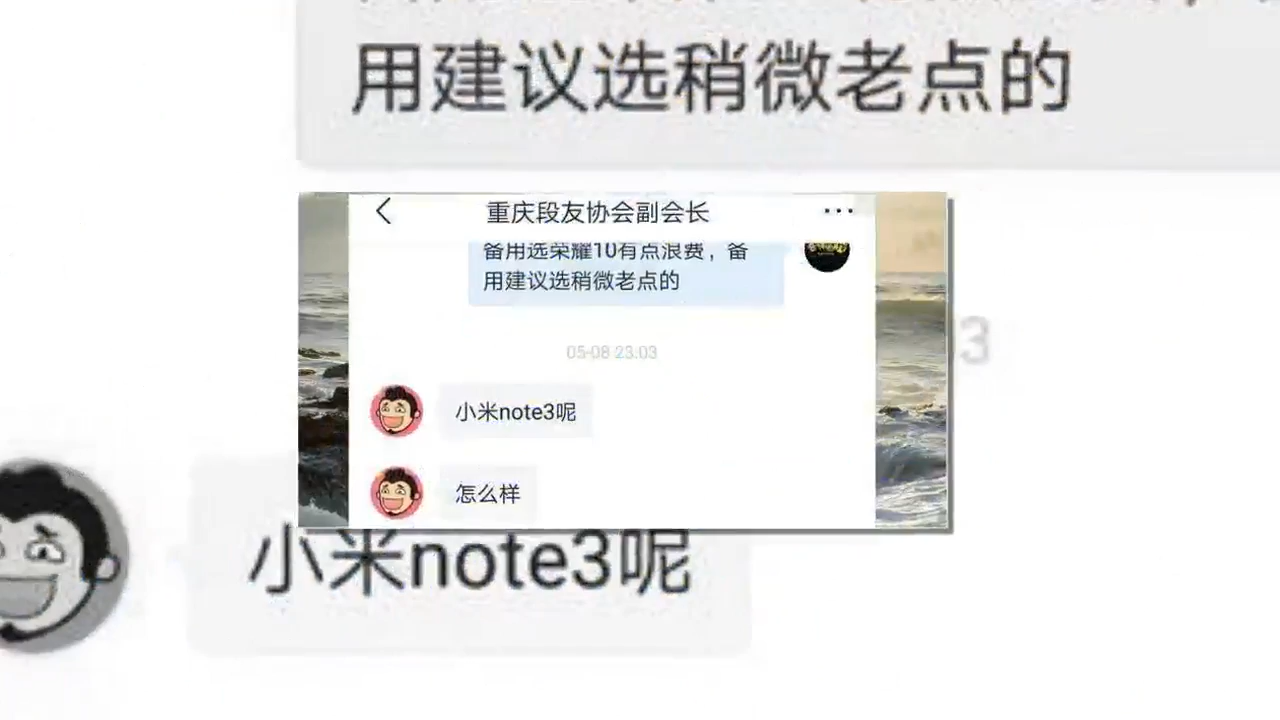 用建议选稍微老点的
重庆段友协会副会长
备用选荣耀10有点浪费，备
用建议选稍微老点的
05-08 23:03
3
小米note3呢
怎么样
小米note3呢